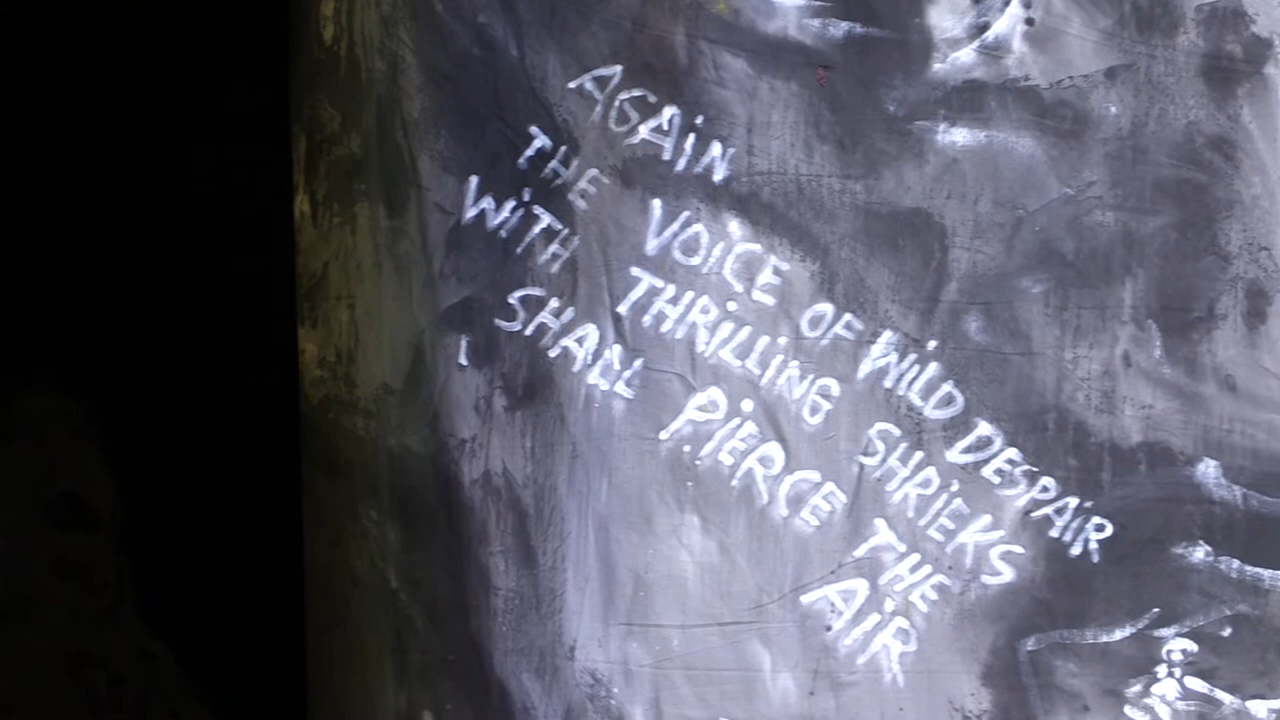 AGAiN
THE VOiCE OF WiLD DESPAiR
WiTH THRiLLiNG SHRiEKS
SHALL PiERCE THE
AiR